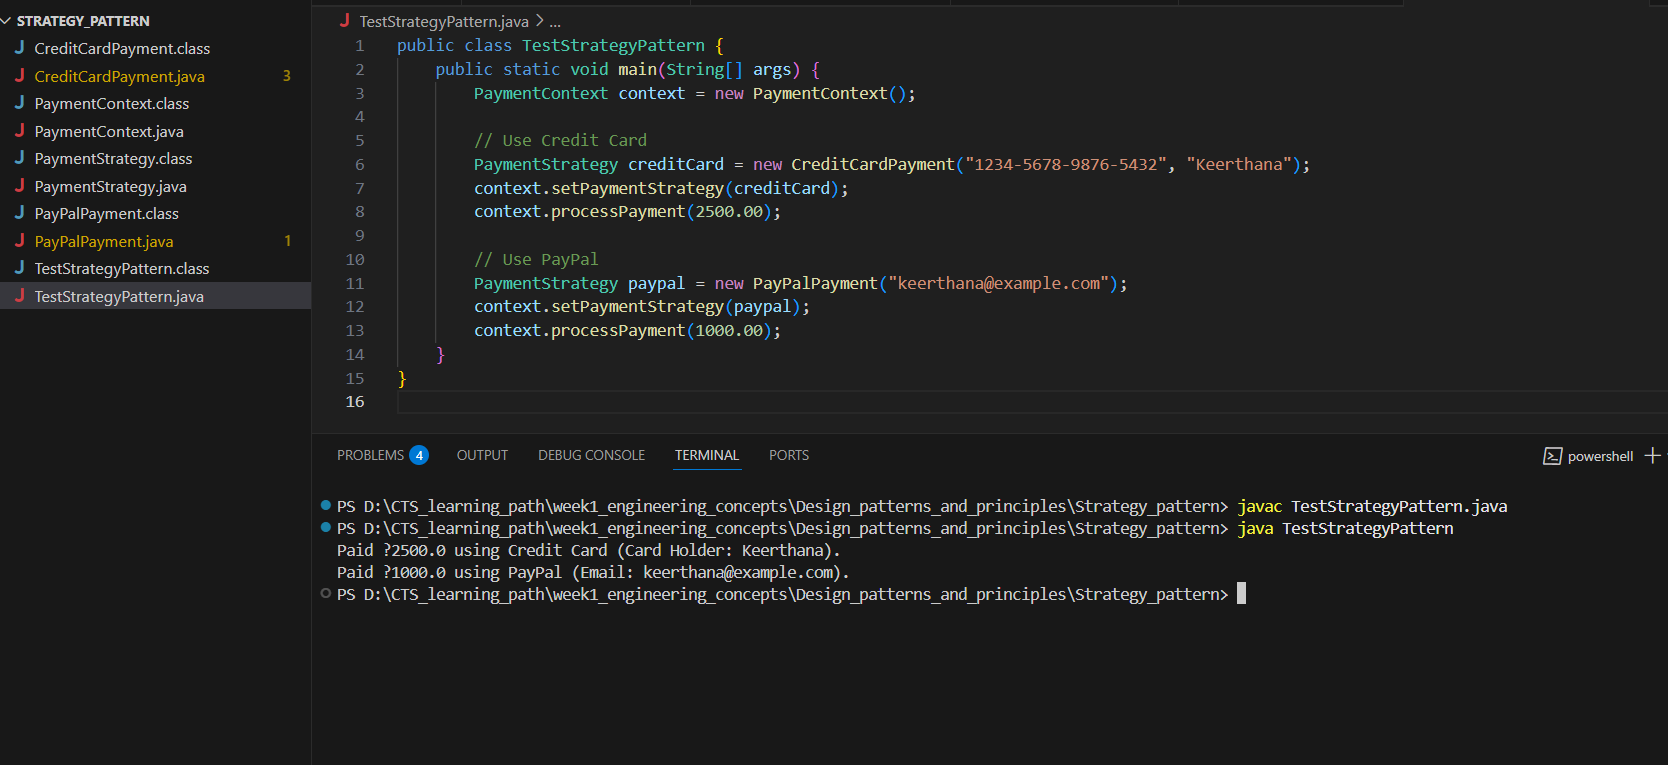 STRATEGY_PATTERN
J CreditCardPayment.class
J CreditCardPayment.java 3
J PaymentContext.class
J PaymentContext.java
J PaymentStrategy.class
J PaymentStrategy.java
J PayPalPayment.class
J PayPalPayment.java 1
J TestStrategyPattern.class
J TestStrategyPattern.java
J TestStrategyPattern.java > ...
1 public class TestStrategyPattern {
2 public static void main(String[] args) {
3 PaymentContext context = new PaymentContext();
4
5 // Use Credit Card
6 PaymentStrategy creditCard = new CreditCardPayment("1234-5678-9876-5432", "Keerthana");
7 context.setPaymentStrategy(creditCard);
8 context.processPayment(2500.00);
9
10 // Use PayPal
11 PaymentStrategy paypal = new PayPalPayment("keerthana@example.com");
12 context.setPaymentStrategy(paypal);
13 context.processPayment(1000.00);
14 }
15 }
16
PROBLEMS 4 OUTPUT DEBUG CONSOLE TERMINAL PORTS powershell
PS D:\CTS_learning_path\week1_engineering_concepts\Design_patterns_and_principles\Strategy_pattern> javac TestStrategyPattern.java
PS D:\CTS_learning_path\week1_engineering_concepts\Design_patterns_and_principles\Strategy_pattern> java TestStrategyPattern
Paid ?2500.0 using Credit Card (Card Holder: Keerthana).
Paid ?1000.0 using PayPal (Email: keerthana@example.com).
PS D:\CTS_learning_path\week1_engineering_concepts\Design_patterns_and_principles\Strategy_pattern>